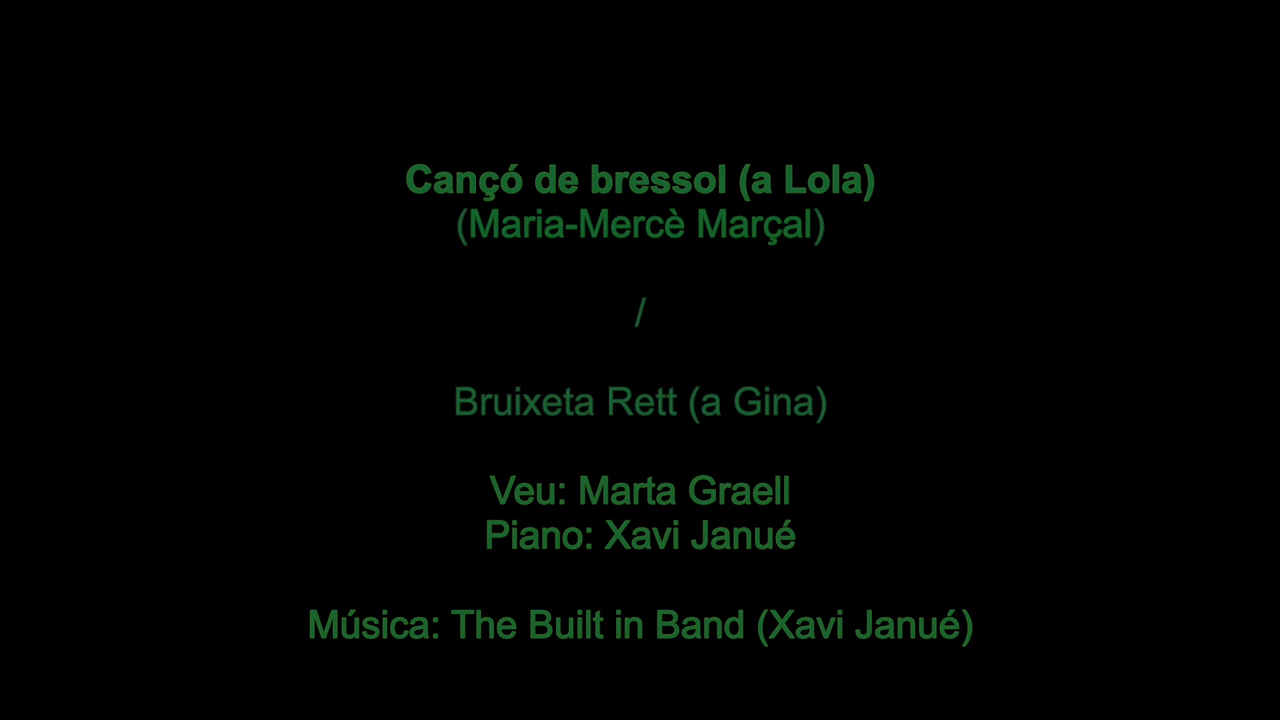 Cançó de bressol (a Lola)
(Maria-Mercè Marçal)
/
Bruixeta Rett (a Gina)
Veu: Marta Graell
Piano: Xavi Janué
Música: The Built in Band (Xavi Janué)